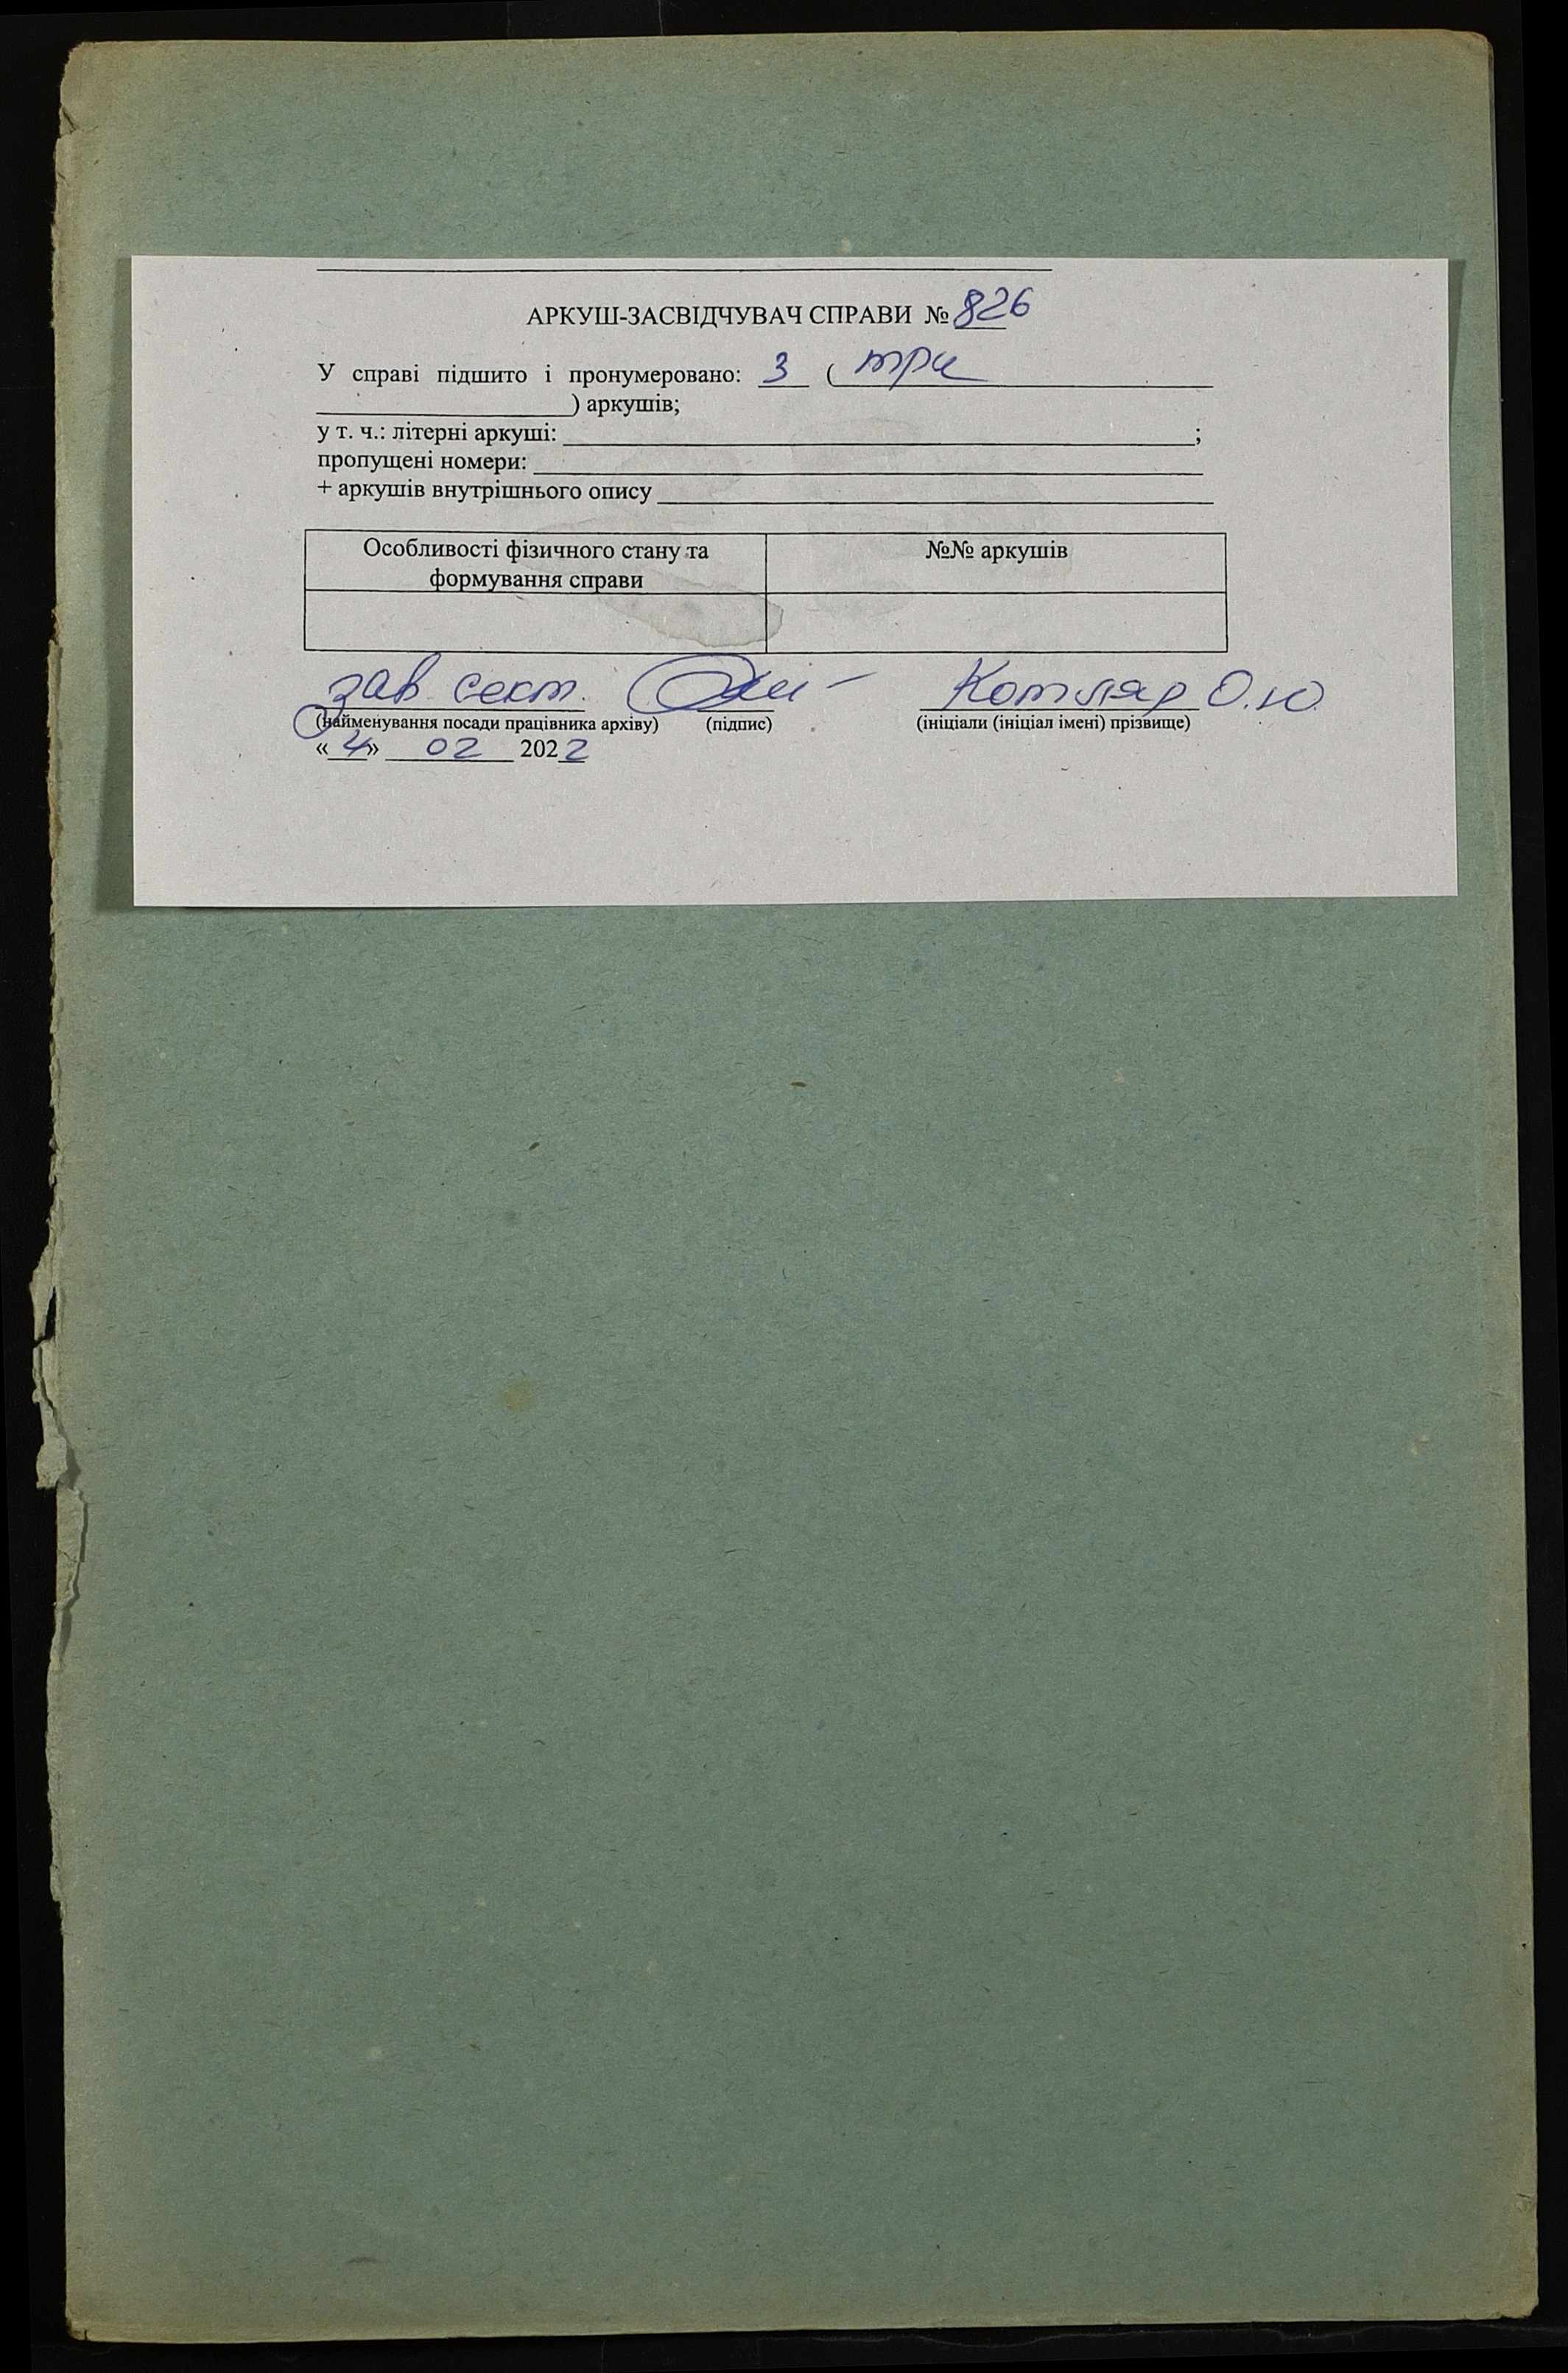 АРКУШ-ЗАСВІДЧУВАЧ СПРАВИ № 826
У справі підшито і пронумеровано: 3 ( три
) аркушів;
у т. ч.: літерні аркуші: ;
пропущені номери:
+ аркушів внутрішнього опису
Особливості фізичного стану та формування справи
№№ аркушів
зав сект. Котляр О.Ю.
(найменування посади працівника архіву) (підпис) (ініціали (ініціал імені) прізвище)
« 4 » 02 2022